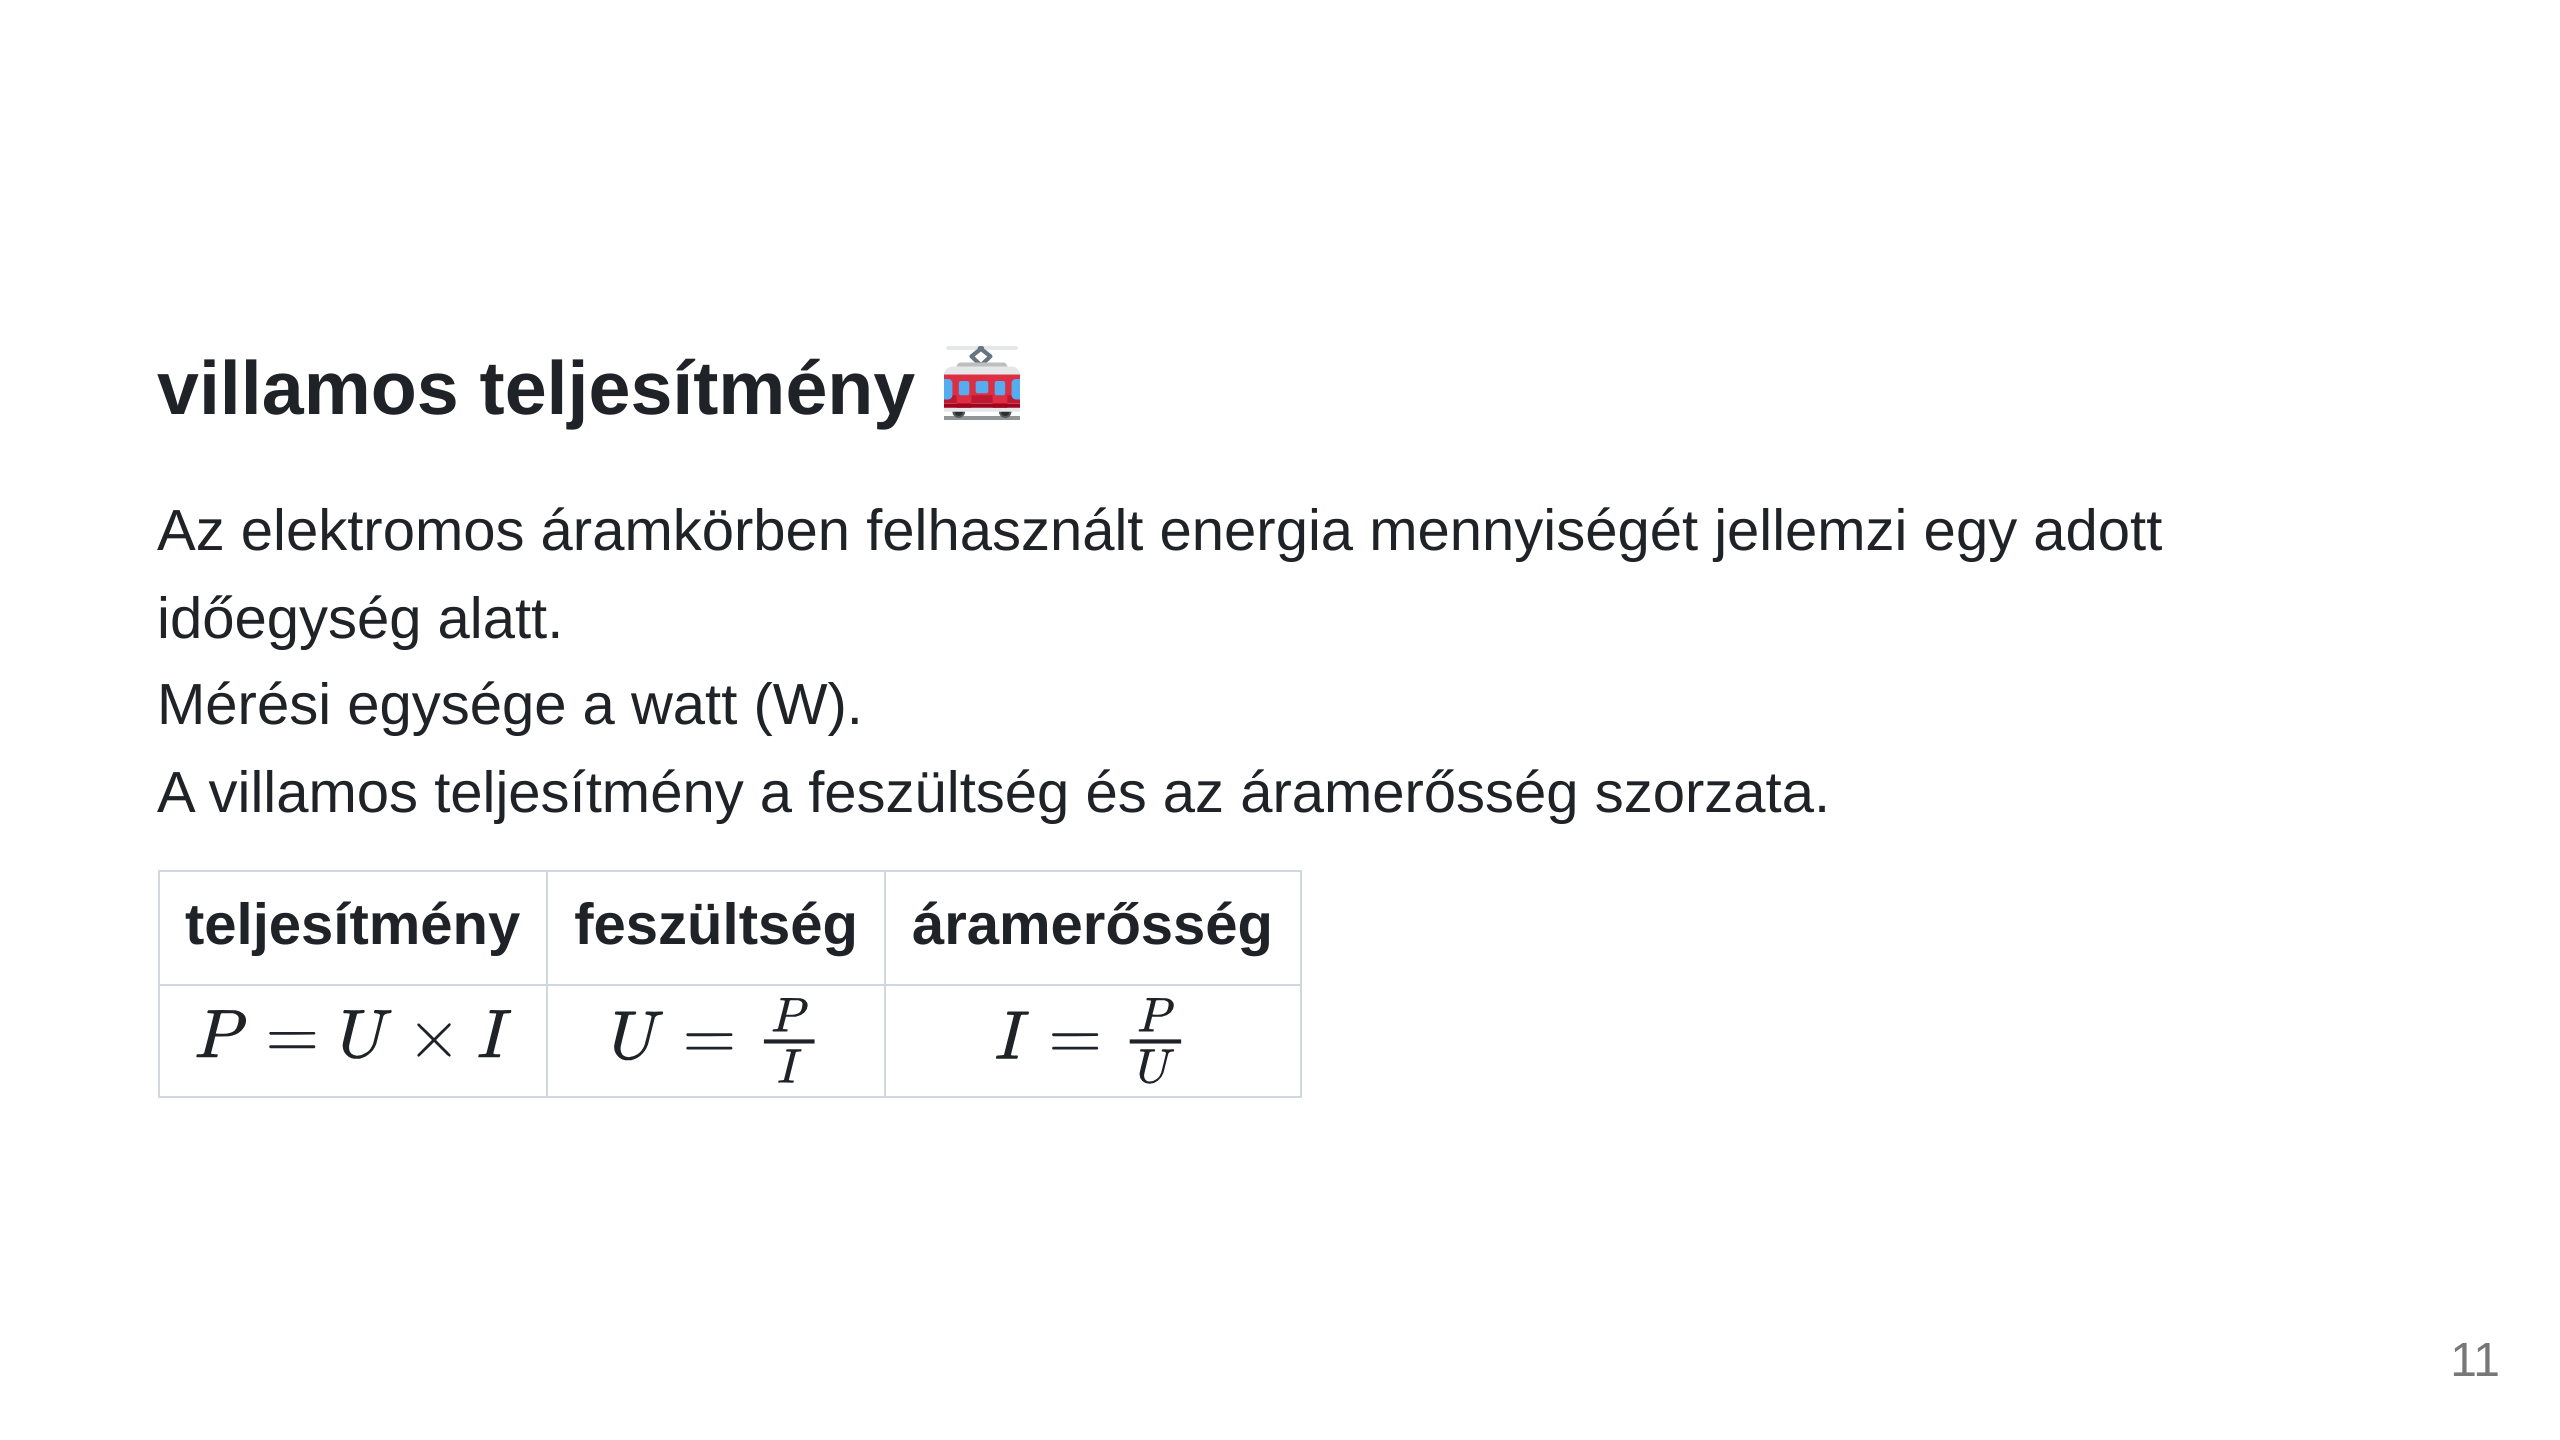 villamos teljesítmény 🚋
Az elektromos áramkörben felhasznált energia mennyiségét jellemzi egy adott
időegység alatt.
Mérési egysége a watt (W).
A villamos teljesítmény a feszültség és az áramerősség szorzata.
teljesítmény feszültség áramerősség
P = U × I U = P/I I = P/U
11